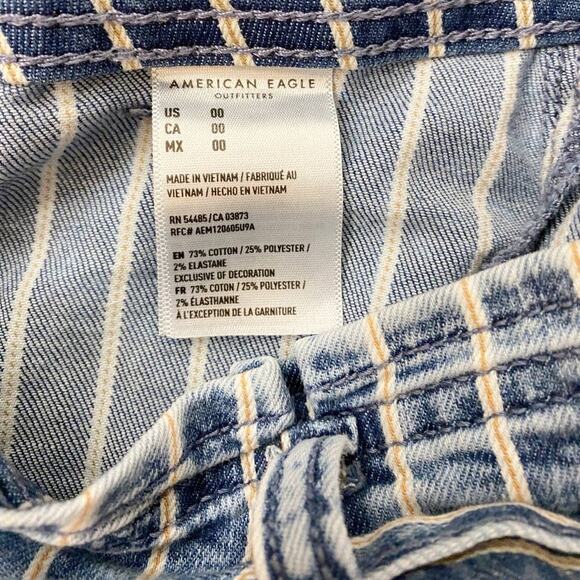 AMERICAN EAGLE
OUTFITTERS
US 00
CA 00
MX 00
MADE IN VIETNAM / FABRIQUÉ AU
VIETNAM / HECHO EN VIETNAM
RN 54485/CA 03873
RFC# AEM120605U9A
EN 73% COTTON / 25% POLYESTER /
2% ELASTANE
EXCLUSIVE OF DECORATION
FR 73% COTON / 25% POLYESTER /
2% ÉLASTHANNE
À L'EXCEPTION DE LA GARNITURE